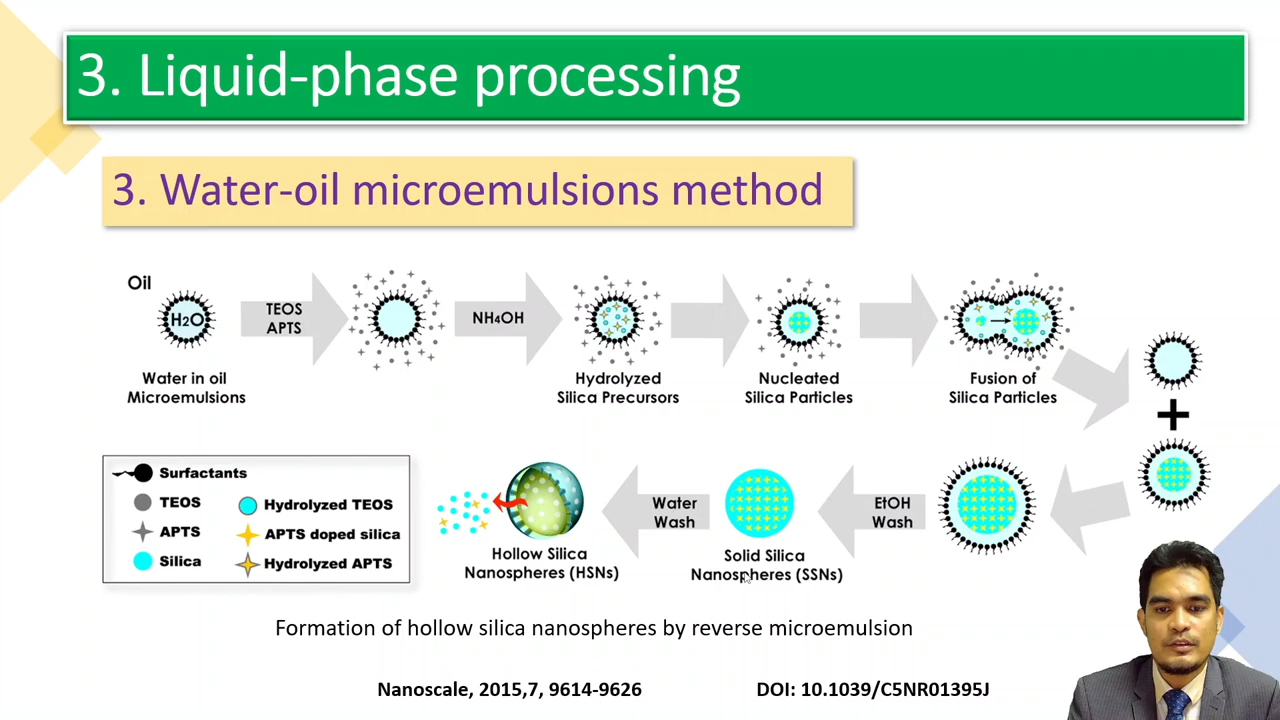 3. Liquid-phase processing
3. Water-oil microemulsions method
Oil
H2O
TEOS
APTS
NH4OH
Water in oil
Microemulsions
Hydrolyzed
Silica Precursors
Nucleated
Silica Particles
Fusion of
Silica Particles
+
Surfactants
TEOS
APTS
Silica
Hydrolyzed TEOS
APTS doped silica
Hydrolyzed APTS
Hollow Silica
Nanospheres (HSNs)
Water
Wash
Solid Silica
Nanospheres (SSNs)
EtOH
Wash
Formation of hollow silica nanospheres by reverse microemulsion
Nanoscale, 2015,7, 9614-9626
DOI: 10.1039/C5NR01395J